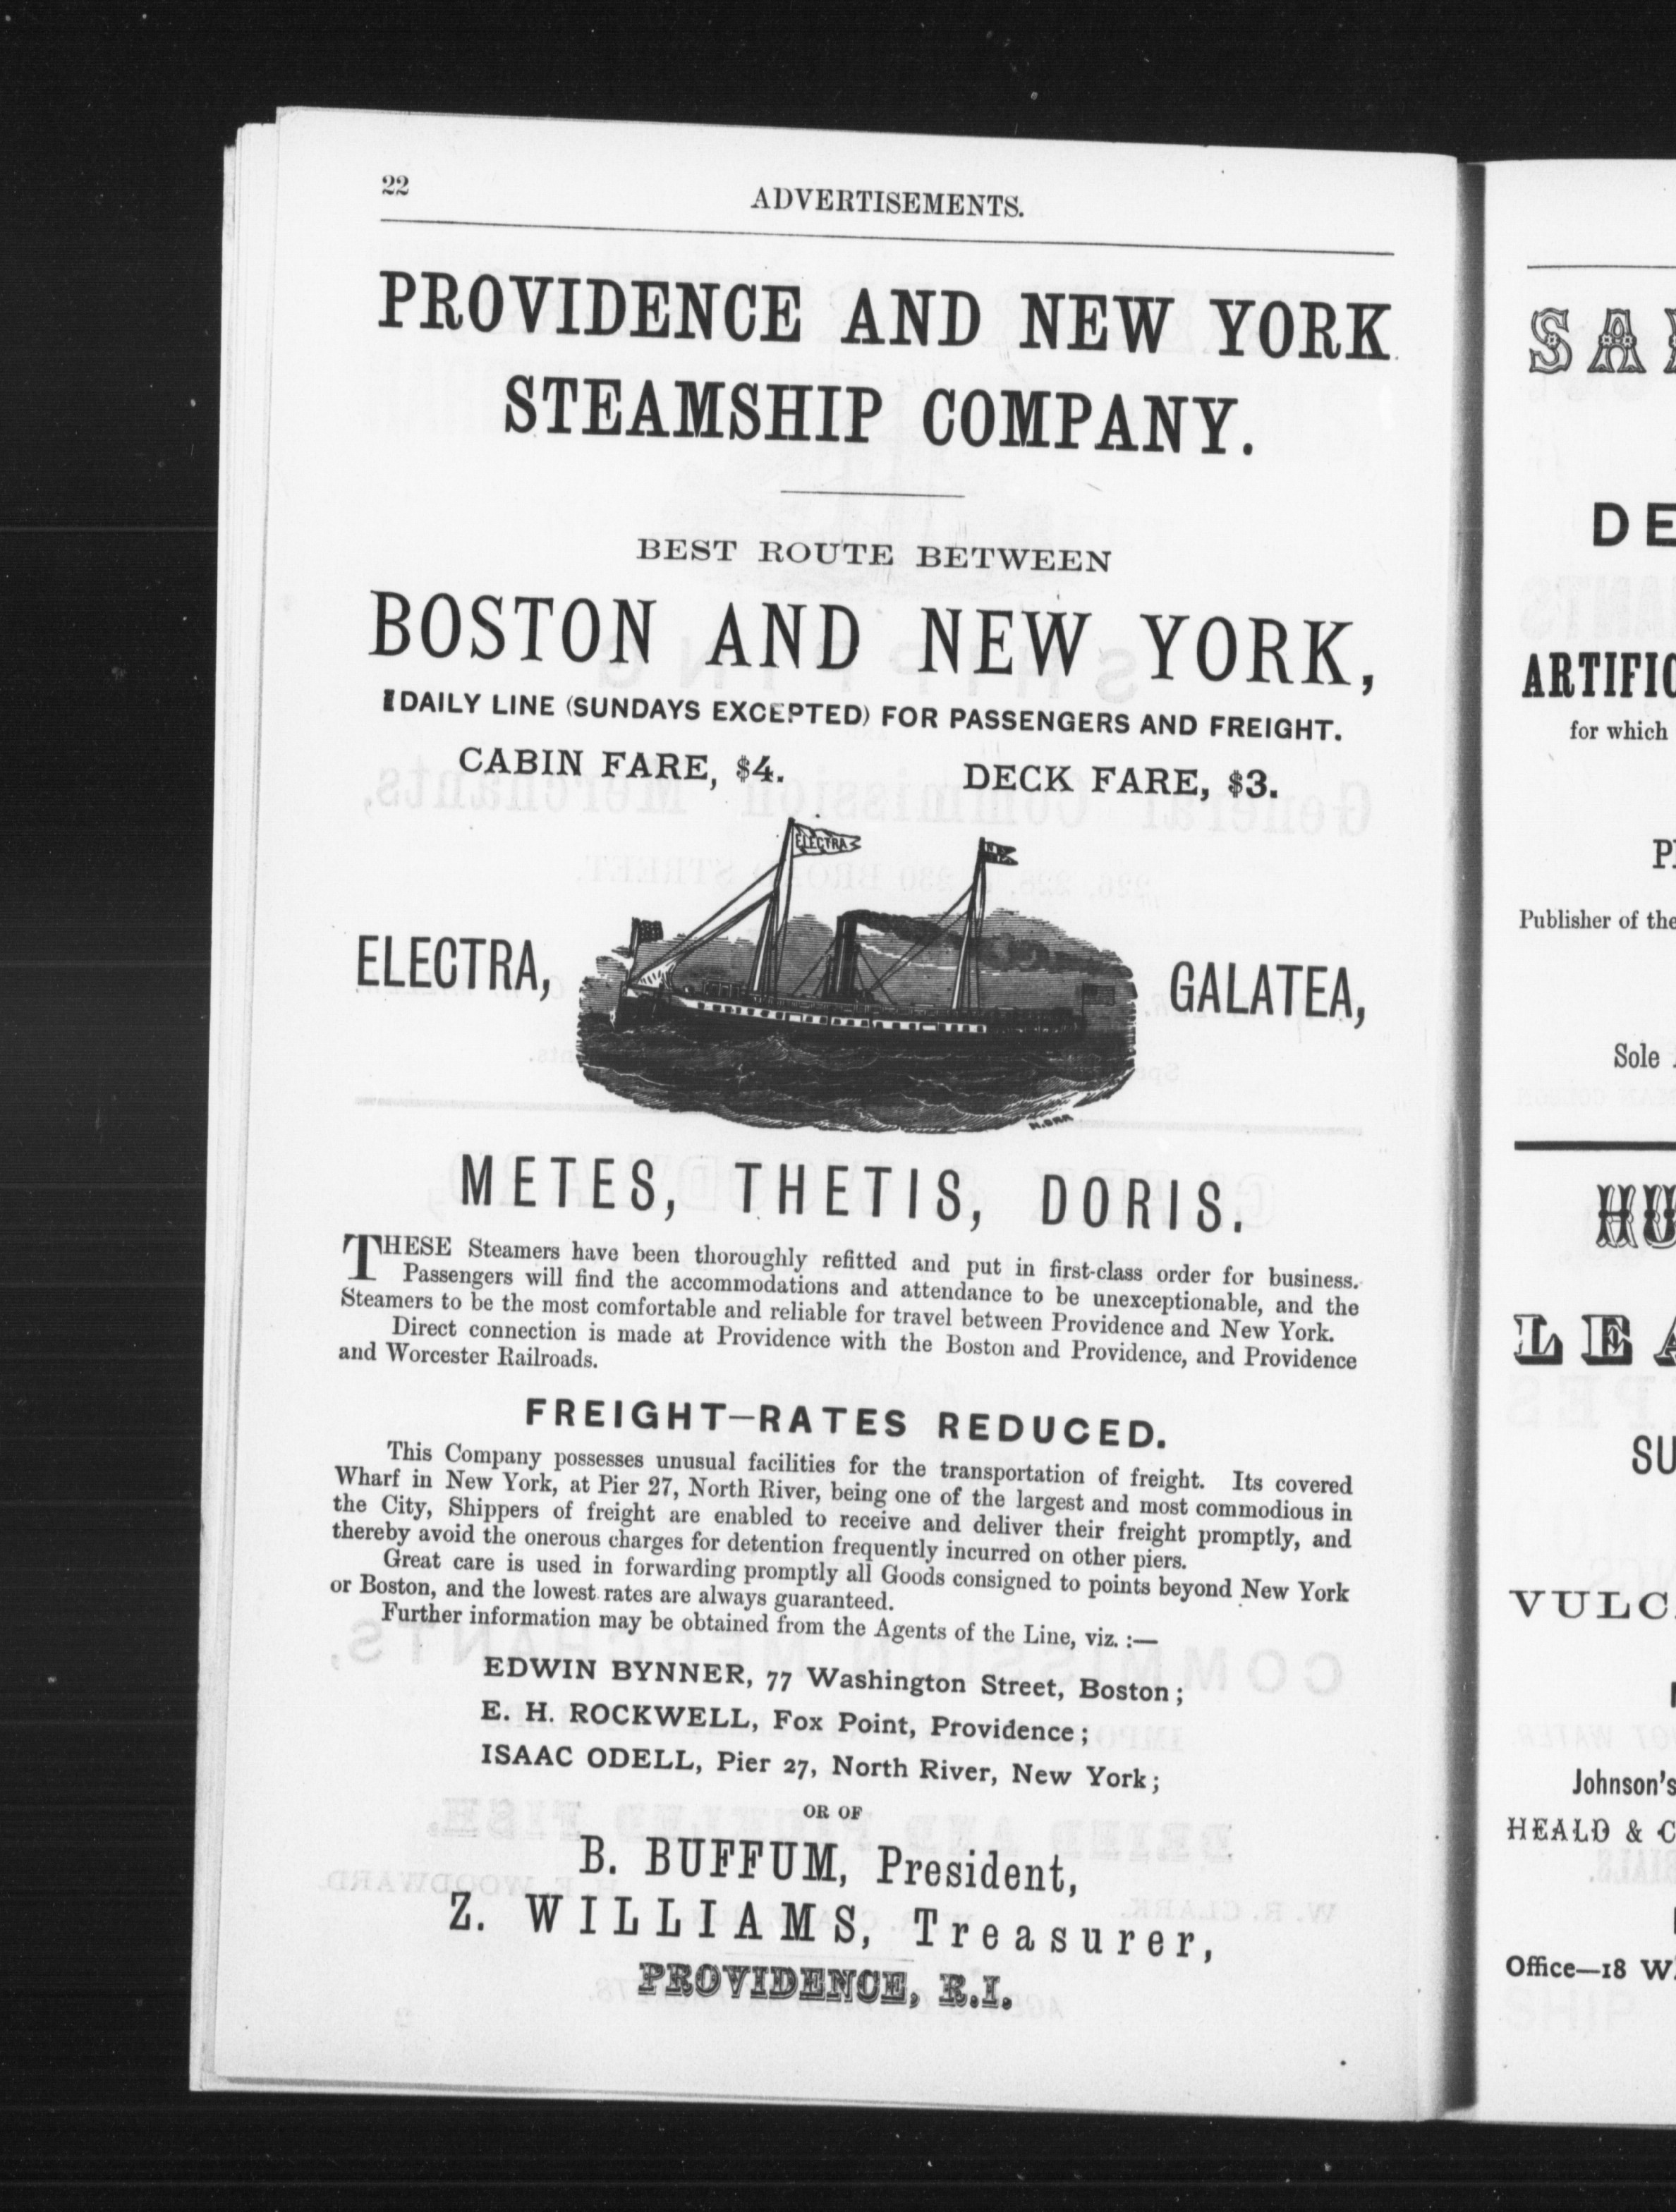 22
ADVERTISEMENTS.
PROVIDENCE AND NEW YORK
STEAMSHIP COMPANY.
BEST ROUTE BETWEEN
BOSTON AND NEW YORK,
DAILY LINE (SUNDAYS EXCEPTED) FOR PASSENGERS AND FREIGHT.
CABIN FARE, $4. DECK FARE, $3.
ELECTRA
ELECTRA, GALATEA,
METES, THETIS, DORIS.
THESE Steamers have been thoroughly refitted and put in first-class order for business.
Passengers will find the accommodations and attendance to be unexceptionable, and the
Steamers to be the most comfortable and reliable for travel between Providence and New York.
Direct connection is made at Providence with the Boston and Providence, and Providence
and Worcester Railroads.
FREIGHT-RATES REDUCED.
This Company possesses unusual facilities for the transportation of freight. Its covered
Wharf in New York, at Pier 27, North River, being one of the largest and most commodious in
the City, Shippers of freight are enabled to receive and deliver their freight promptly, and
thereby avoid the onerous charges for detention frequently incurred on other piers.
Great care is used in forwarding promptly all Goods consigned to points beyond New York
or Boston, and the lowest rates are always guaranteed.
Further information may be obtained from the Agents of the Line, viz. :—
EDWIN BYNNER, 77 Washington Street, Boston;
E. H. ROCKWELL, Fox Point, Providence;
ISAAC ODELL, Pier 27, North River, New York;
OR OF
B. BUFFUM, President,
Z. WILLIAMS, Treasurer,
PROVIDENCE, R.I.
DE
ARTIFIC
for which
Publisher of the
Sole
HU
LEA
SU
VULC
Johnson's
HEALD & C
Office—18 W